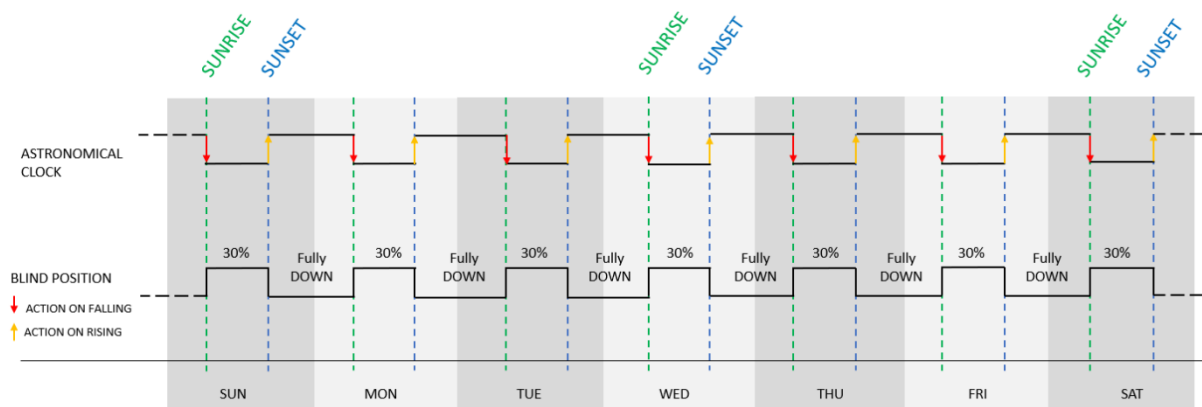 SUNRISE
SUNSET
SUNRISE
SUNSET
SUNRISE
SUNSET
ASTRONOMICAL
CLOCK
30%
Fully
DOWN
30%
Fully
DOWN
30%
Fully
DOWN
30%
Fully
DOWN
30%
Fully
DOWN
30%
Fully
DOWN
30%
BLIND POSITION
ACTION ON FALLING
ACTION ON RISING
SUN
MON
TUE
WED
THU
FRI
SAT